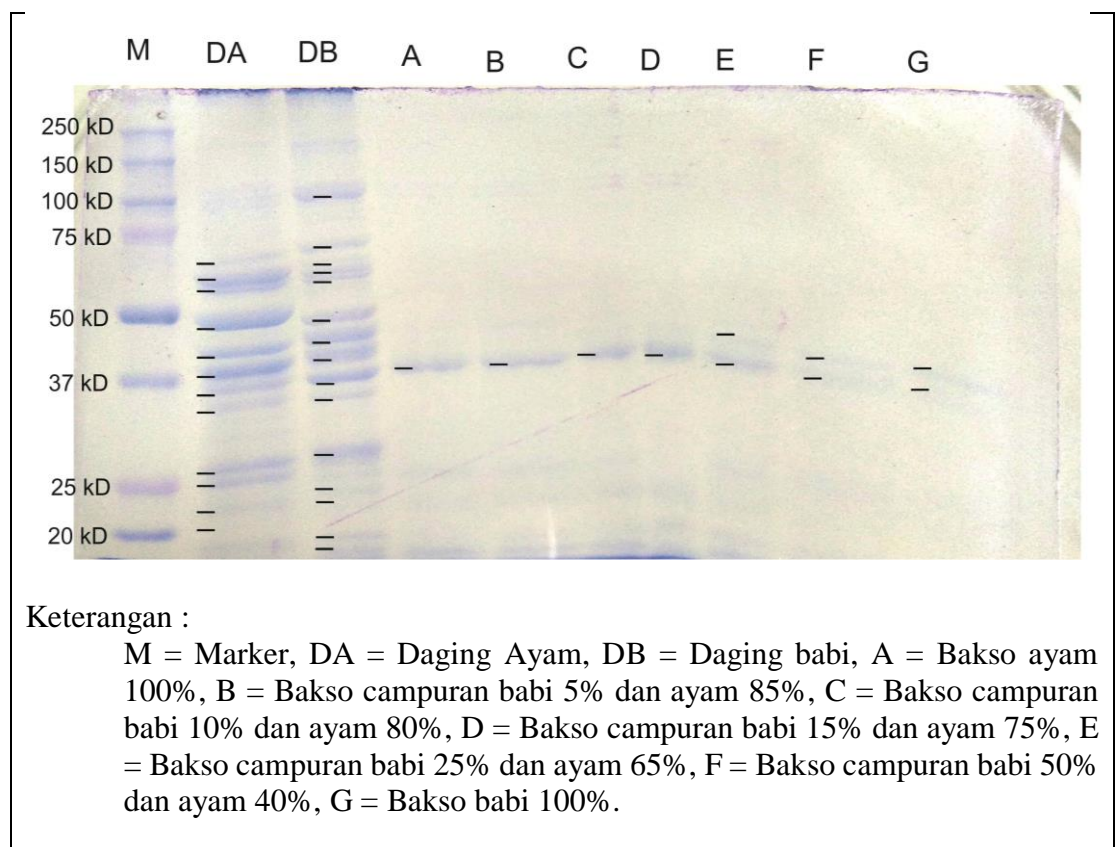 M DA DB A B C D E F G
250 kD
150 kD
100 kD
75 kD
50 kD
37 kD
25 kD
20 kD
Keterangan :
M = Marker, DA = Daging Ayam, DB = Daging babi, A = Bakso ayam
100%, B = Bakso campuran babi 5% dan ayam 85%, C = Bakso campuran
babi 10% dan ayam 80%, D = Bakso campuran babi 15% dan ayam 75%, E
= Bakso campuran babi 25% dan ayam 65%, F = Bakso campuran babi 50%
dan ayam 40%, G = Bakso babi 100%.